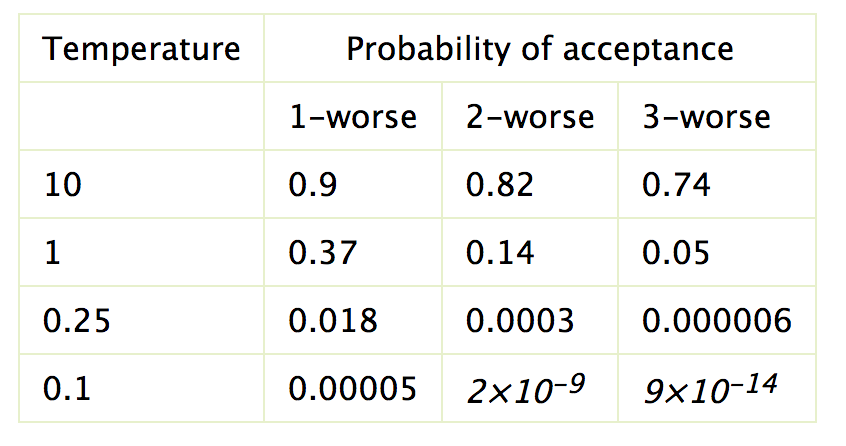 Temperature Probability of acceptance
1-worse 2-worse 3-worse
10 0.9 0.82 0.74
1 0.37 0.14 0.05
0.25 0.018 0.0003 0.000006
0.1 0.00005 2×10⁻⁹ 9×10⁻¹⁴